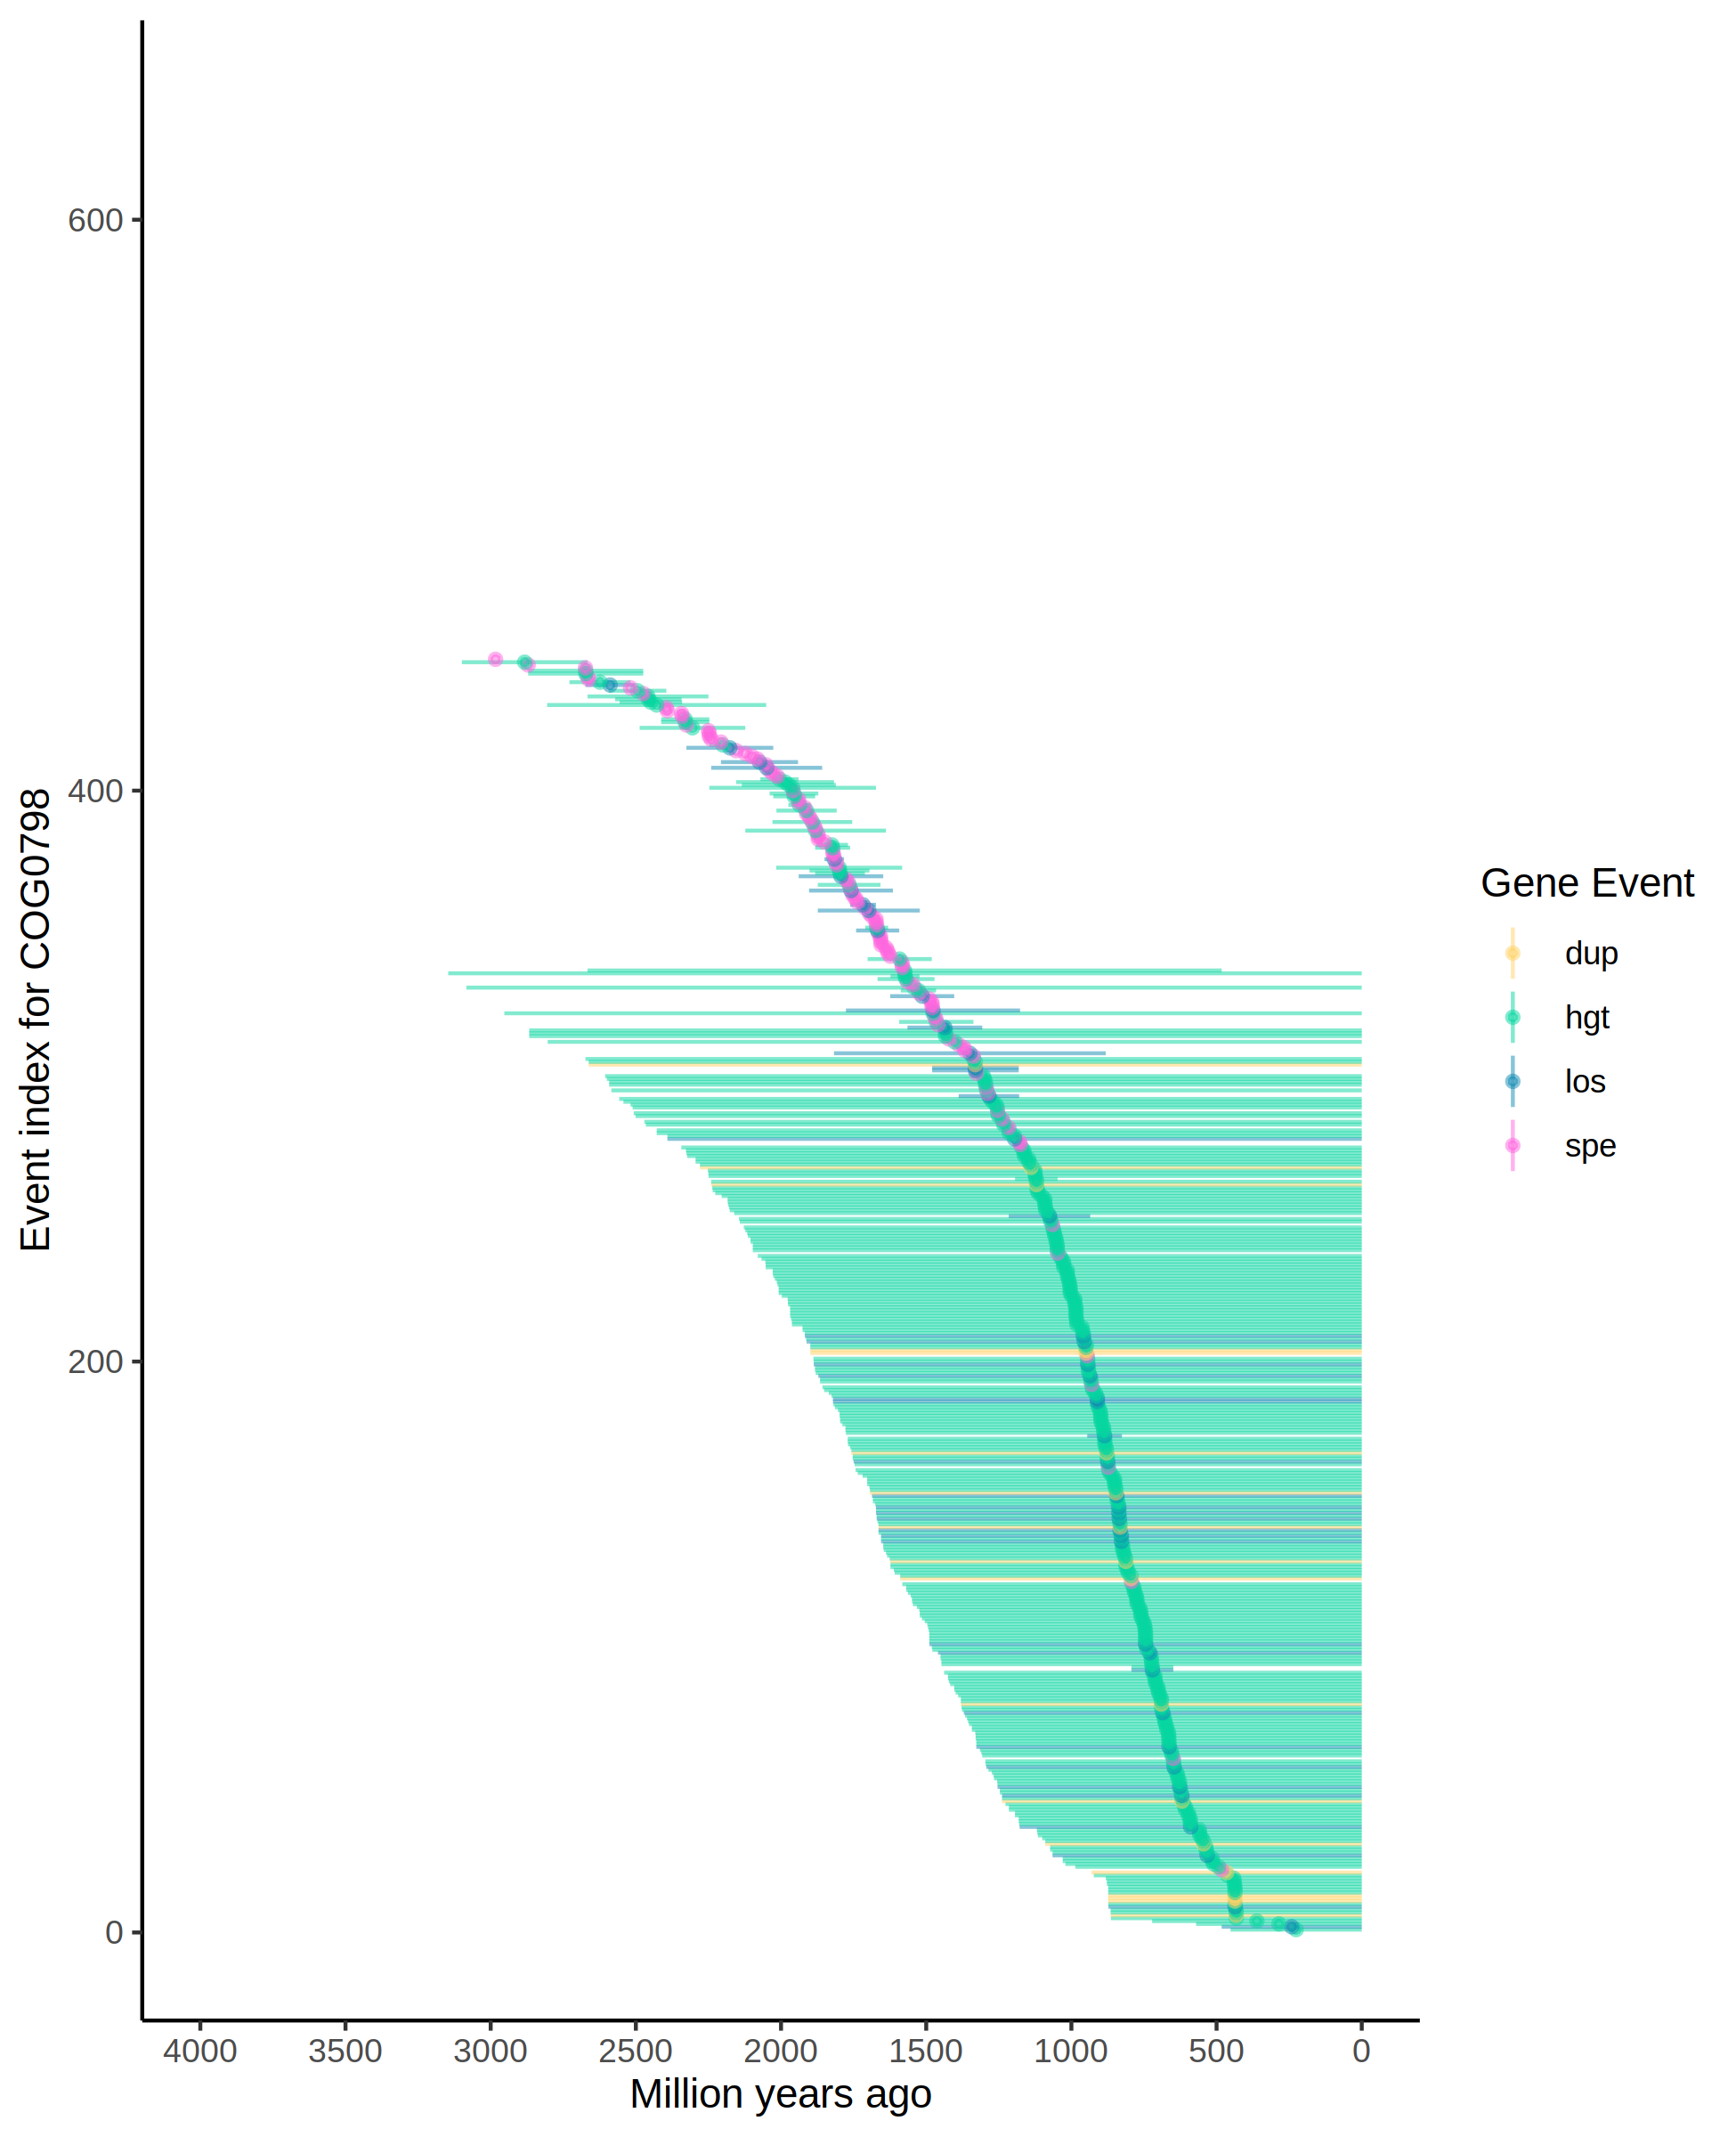 Event index for COG0798
600
400
200
0
4000 3500 3000 2500 2000 1500 1000 500 0
Million years ago
Gene Event
dup
hgt
los
spe